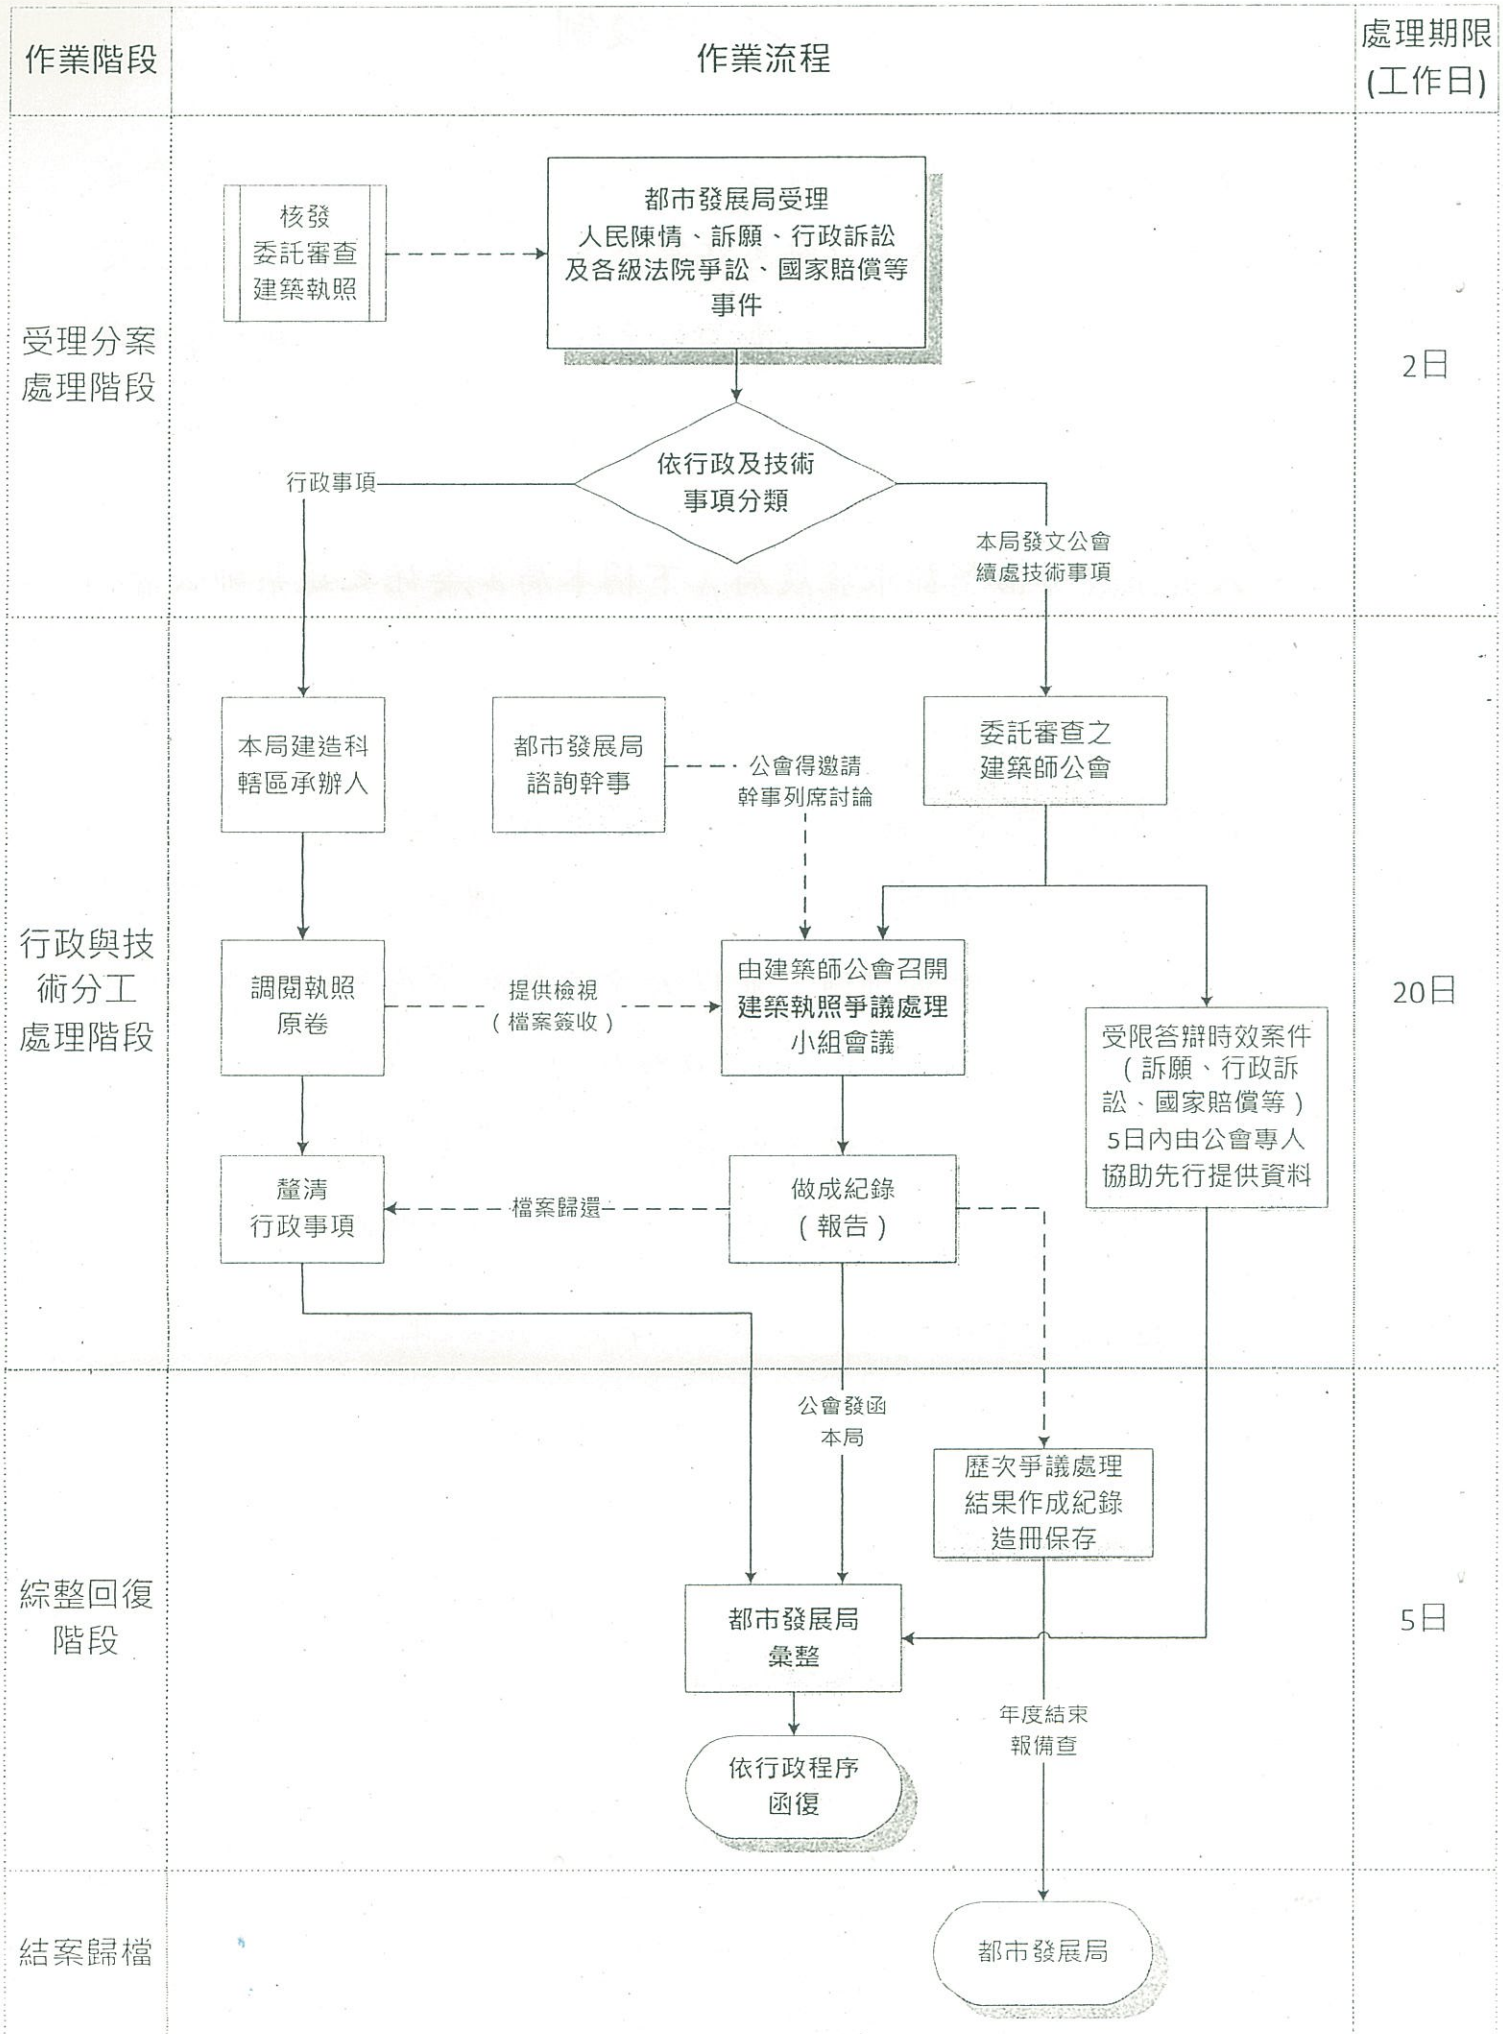 作業階段
作業流程
處理期限
(工作日)
核發
委託審查
建築執照
都市發展局受理
人民陳情、訴願、行政訴訟
及各級法院爭訟、國家賠償等
事件
受理分案
處理階段
2日
依行政及技術
事項分類
行政事項
本局發文公會
續處技術事項
本局建造科
轄區承辦人
都市發展局
諮詢幹事
公會得邀請
幹事列席討論
委託審查之
建築師公會
行政與技
術分工
處理階段
20日
調閱執照
原卷
提供檢視
(檔案簽收)
由建築師公會召開
建築執照爭議處理
小組會議
受限答辯時效案件
(訴願、行政訴
訟、國家賠償等)
5日內由公會專人
協助先行提供資料
釐清
行政事項
檔案歸還
做成紀錄
(報告)
公會發函
本局
歷次爭議處理
結果作成紀錄
造冊保存
綜整回復
階段
5日
都市發展局
彙整
年度結束
報備查
依行政程序
函復
結案歸檔
都市發展局